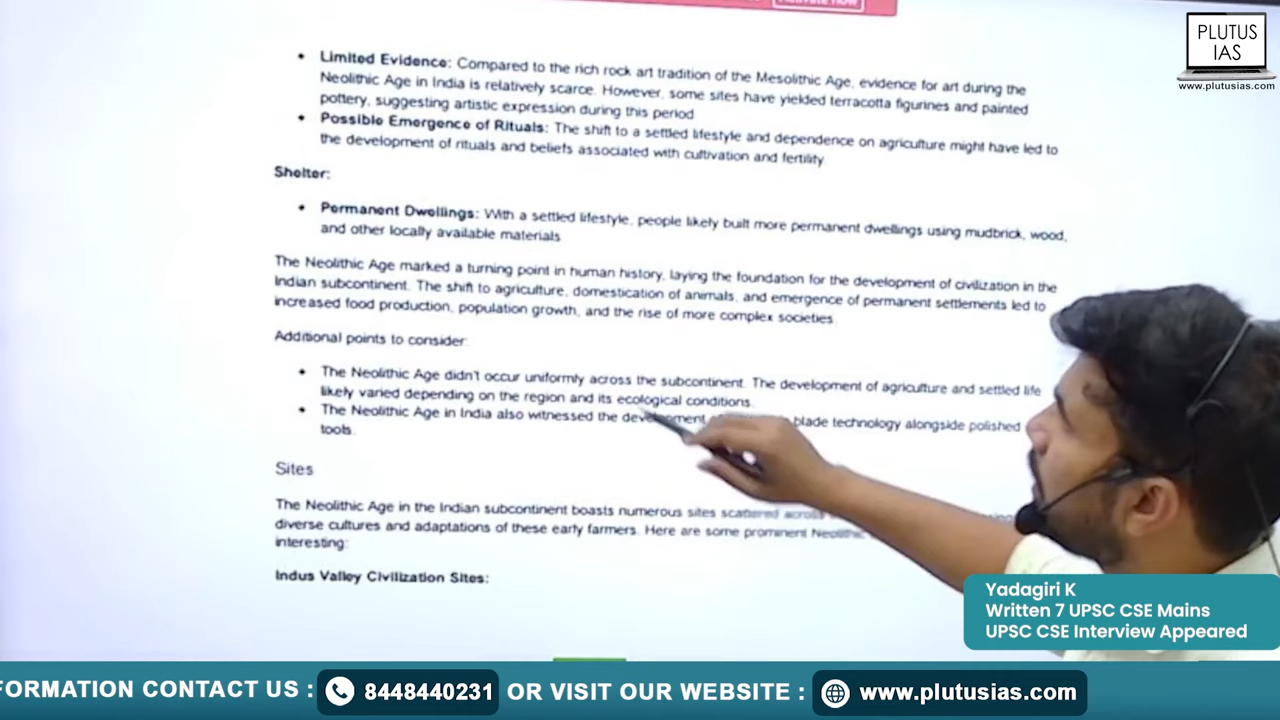 PLUTUS
IAS
www.plutusias.com
• Limited Evidence: Compared to the rich rock art tradition of the Mesolithic Age, evidence for art during the
Neolithic Age in India is relatively scarce. However, some sites have yielded terracotta figurines and painted
pottery, suggesting artistic expression during this period
• Possible Emergence of Rituals: The shift to a settled lifestyle and dependence on agriculture might have led to
the development of rituals and beliefs associated with cultivation and fertility
Shelter:
• Permanent Dwellings: With a settled lifestyle, people likely built more permanent dwellings using mudbrick, wood,
and other locally available materials
The Neolithic Age marked a turning point in human history, laying the foundation for the development of civilization in the
Indian subcontinent. The shift to agriculture, domestication of animals, and emergence of permanent settlements led to
increased food production, population growth, and the rise of more complex societies.
Additional points to consider:
• The Neolithic Age didn't occur uniformly across the subcontinent. The development of agriculture and settled life
likely varied depending on the region and its ecological conditions.
• The Neolithic Age in India also witnessed the development blade technology alongside polished
tools.
Sites
The Neolithic Age in the Indian subcontinent boasts numerous sites scattered across
diverse cultures and adaptations of these early farmers. Here are some prominent Neolithic
interesting:
Indus Valley Civilization Sites:
Yadagiri K
Written 7 UPSC CSE Mains
UPSC CSE Interview Appeared
FORMATION CONTACT US : 8448440231 OR VISIT OUR WEBSITE : www.plutusias.com